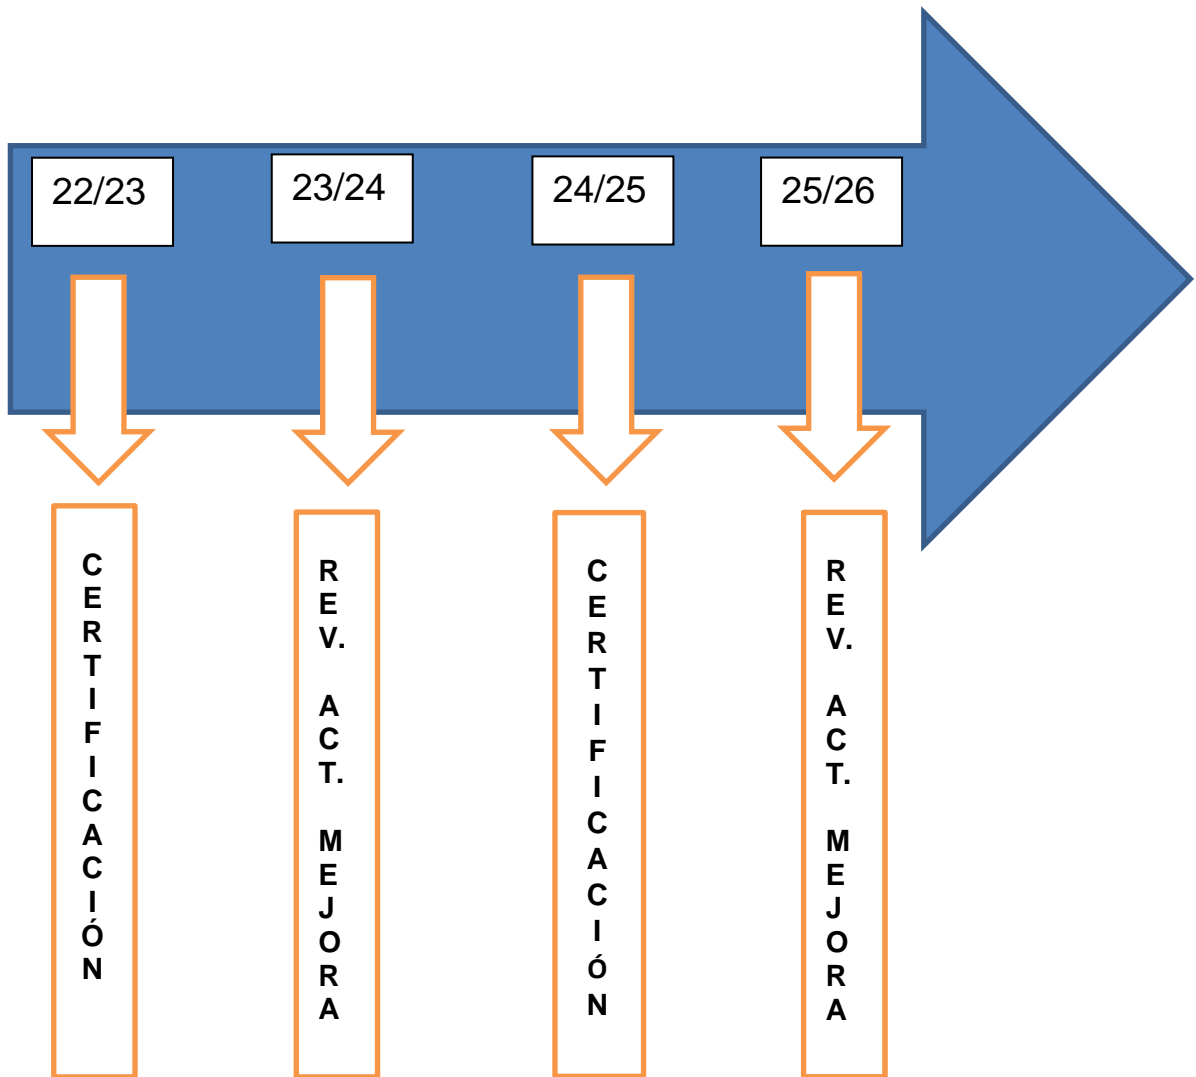 22/23
23/24
24/25
25/26
CERTIFICACIÓN
REV. ACT. MEJORA
CERTIFICACIÓN
REV. ACT. MEJORA